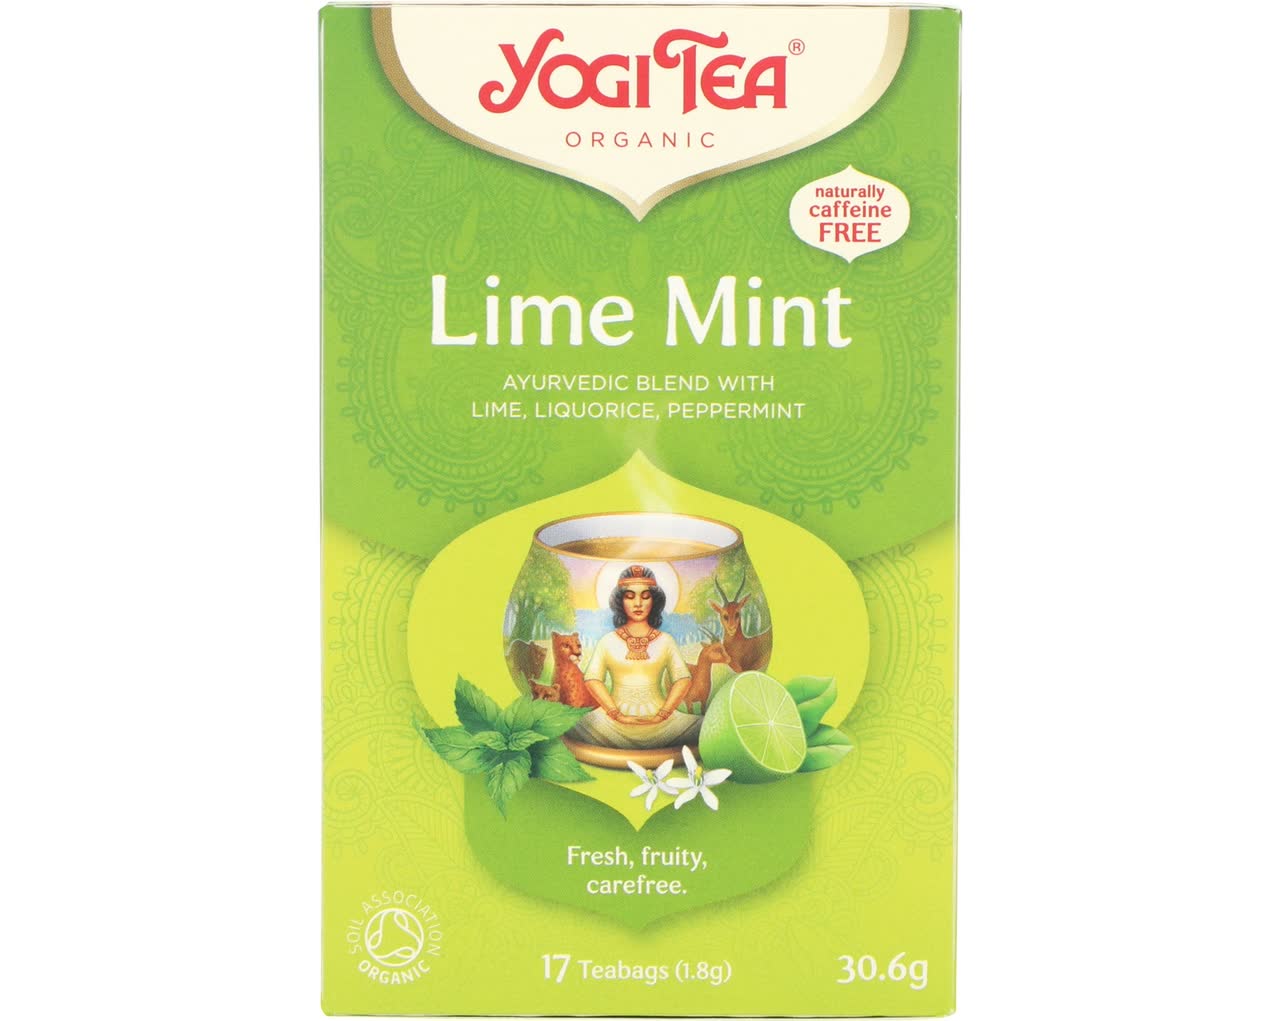 YOGI TEA®
ORGANIC
naturally
caffeine
FREE
Lime Mint
AYURVEDIC BLEND WITH
LIME, LIQUORICE, PEPPERMINT
Fresh, fruity,
carefree.
SOIL ASSOCIATION
ORGANIC
17 Teabags (1.8g)
30.6g